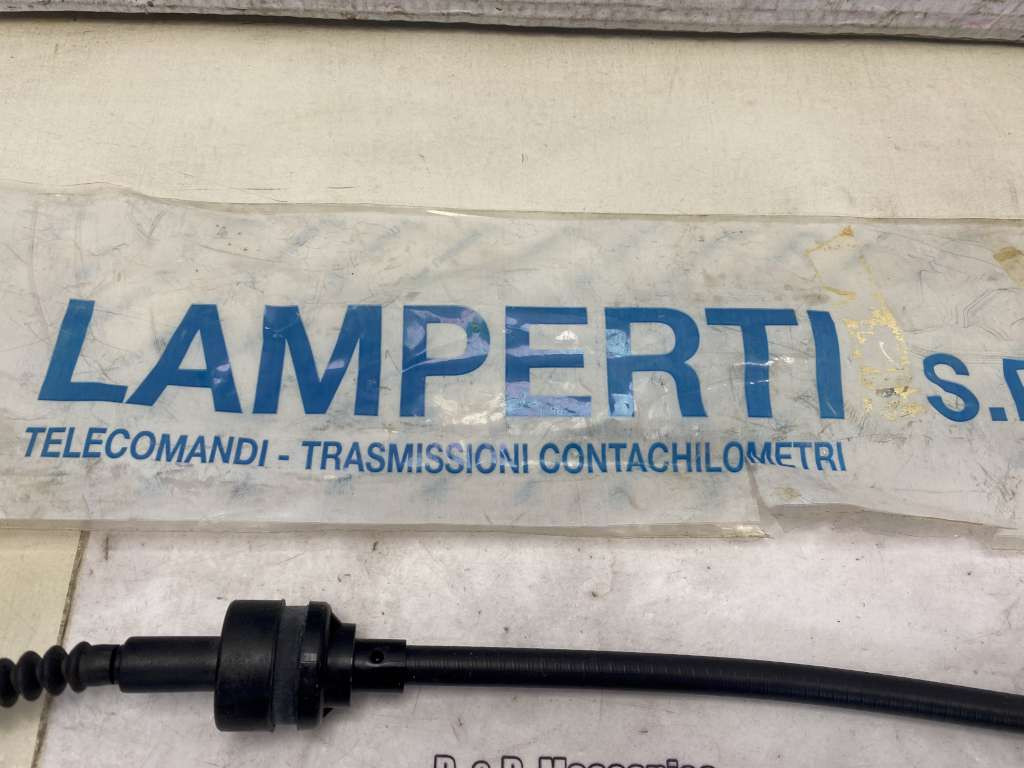 LAMPERTI S.
TELECOMANDI - TRASMISSIONI CONTACHILOMETRI